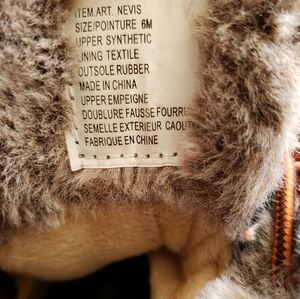 ITEM.ART. NEVIS
SIZE/POINTURE 6M
UPPER SYNTHETIC
LINING TEXTILE
OUTSOLE RUBBER
MADE IN CHINA
UPPER EMPEIGNE
DOUBLURE FAUSSE FOURRU
SEMELLE EXTERIEUR CAOUT
FABRIQUE EN CHINE